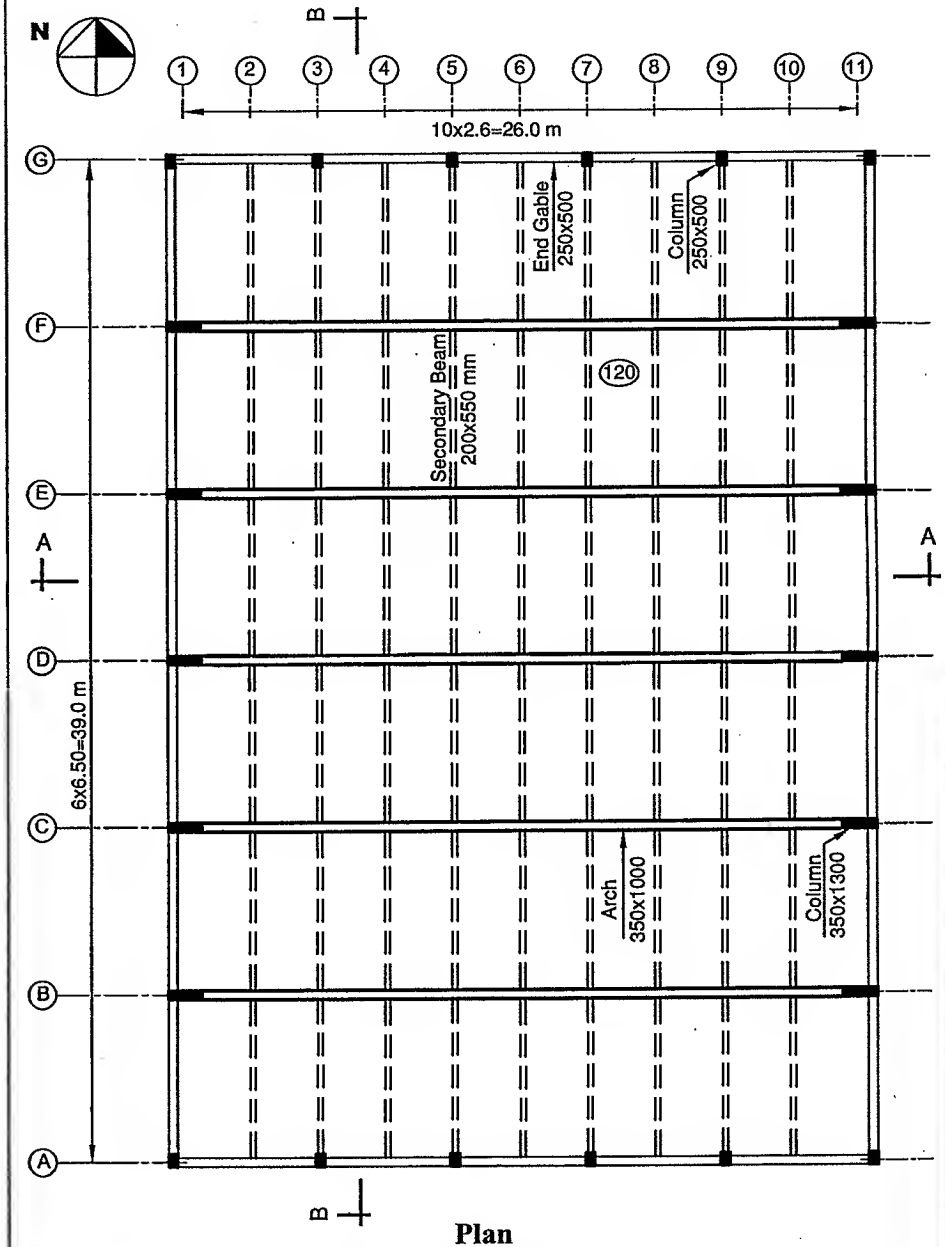 B
N
1 2 3 4 5 6 7 8 9 10 11
10x2.6=26.0 m
G
End Gable
250x500
Column
250x500
F
Secondary Beam
200x550 mm
120
E
A
A
D
6x6.50=39.0 m
C
Arch
350x1000
Column
350x1300
B
A
B
Plan